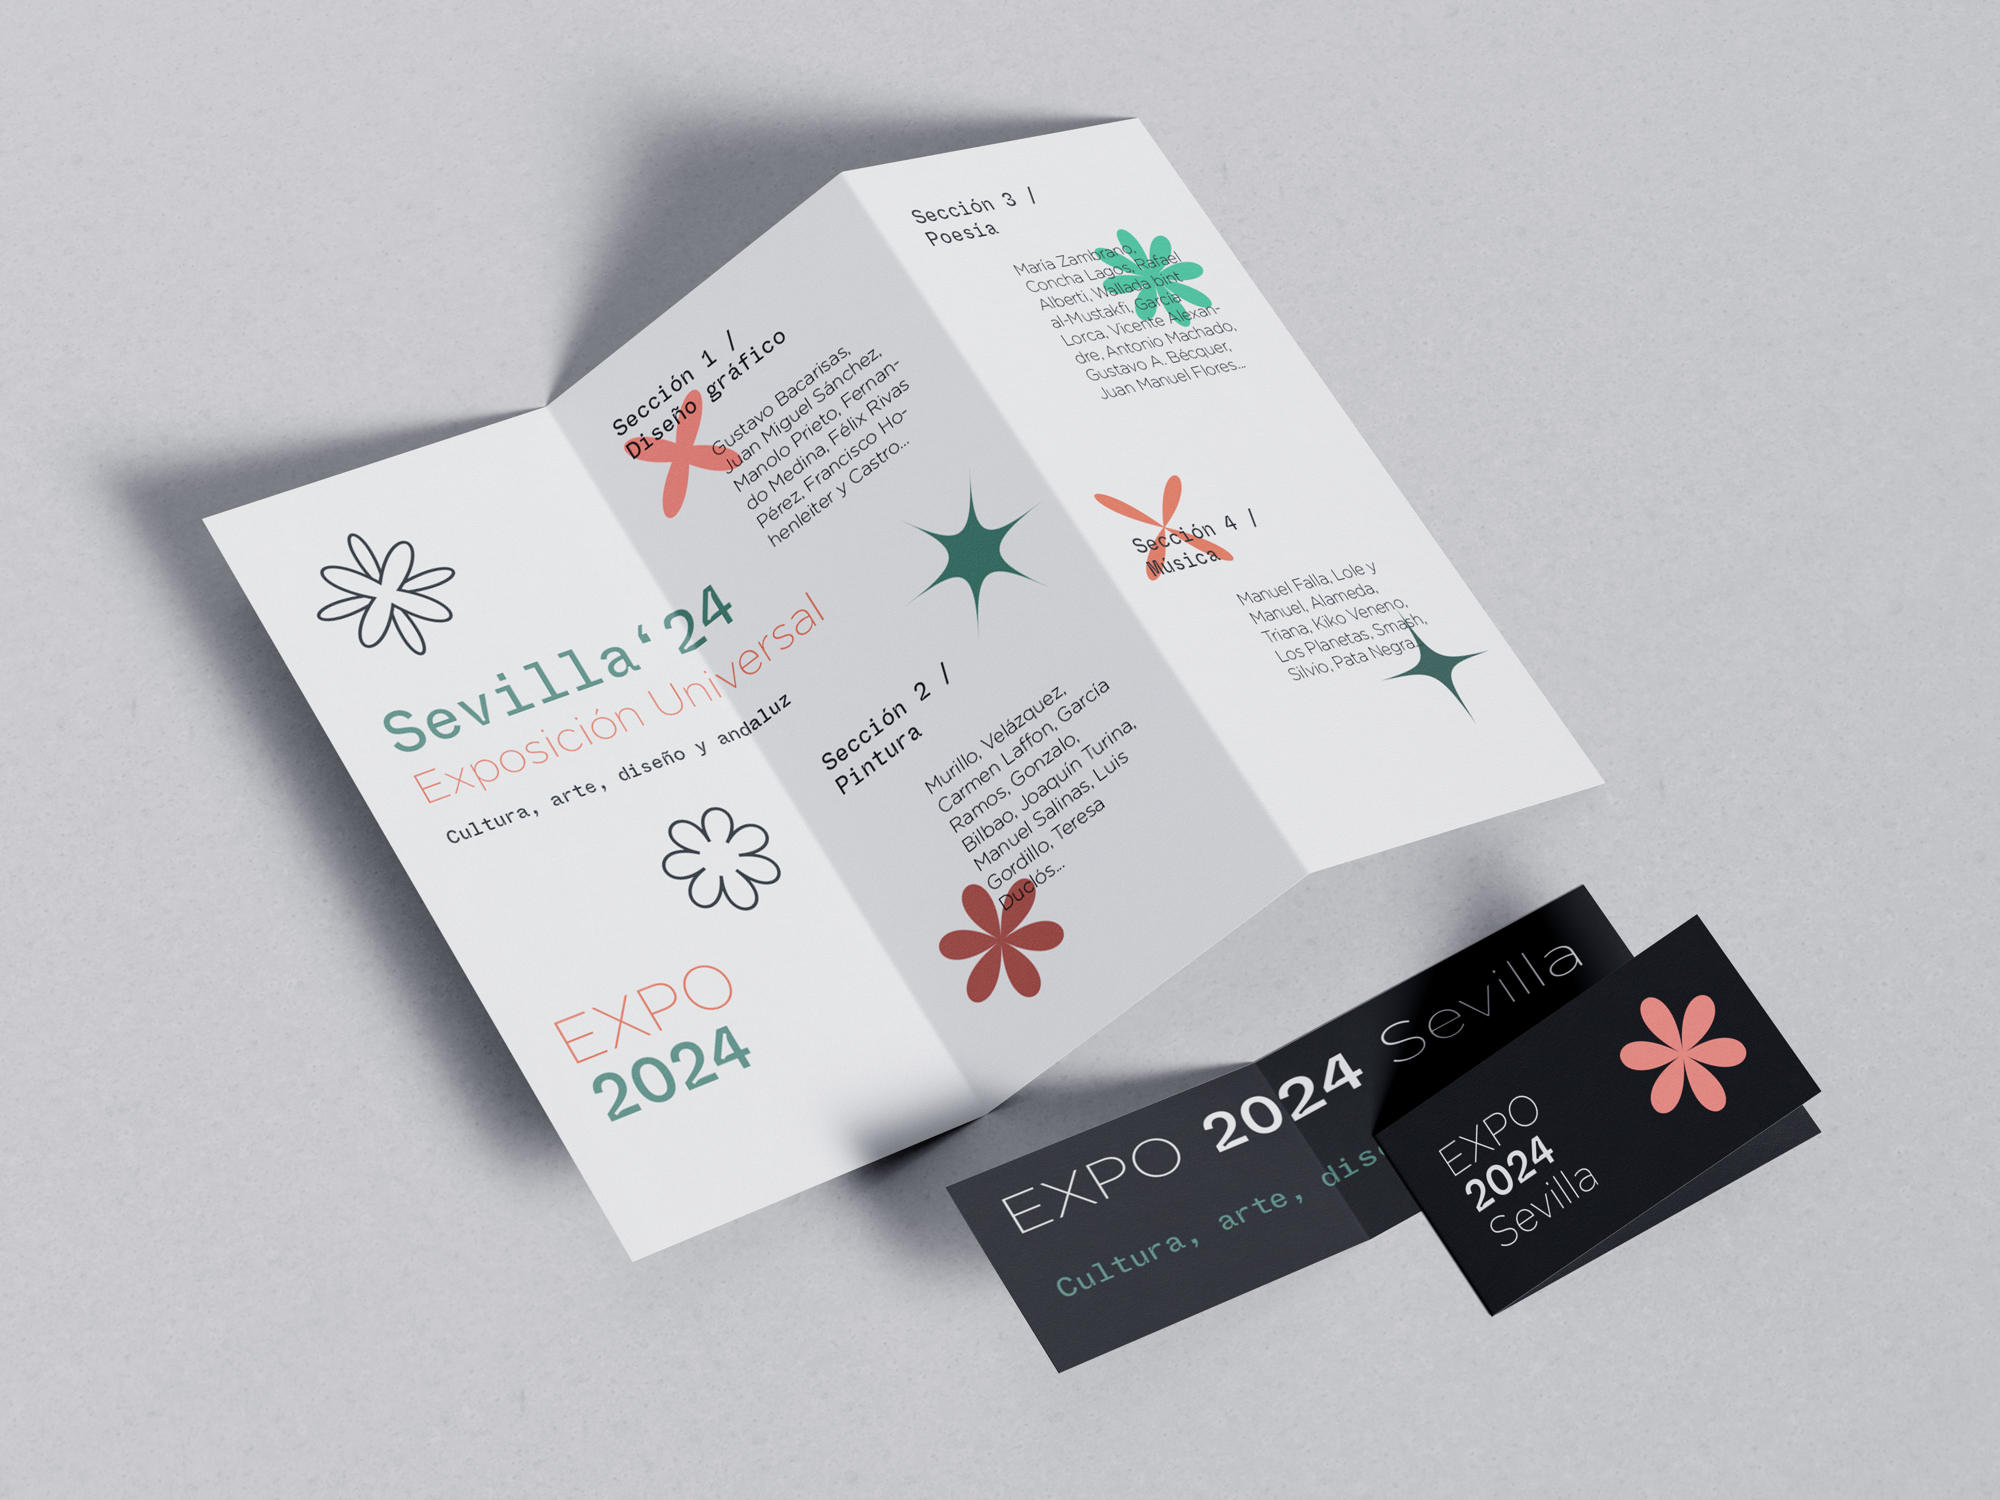 Sevilla‘24
Exposición Universal
Cultura, arte, diseño y andaluz
EXPO
2024
Sección 1 /
Diseño gráfico
Gustavo Bacarisas,
Juan Miguel Sánchez,
Manolo Prieto, Fernan-
do Medina, Félix Rivas
Pérez, Francisco Ho-
henleiter y Castro...
Sección 2 /
Pintura
Murillo, Velázquez,
Carmen Laffon, García
Ramos, Gonzalo,
Bilbao, Joaquín Turina,
Manuel Salinas, Luis
Gordillo, Teresa
Duclós...
Sección 3 /
Poesia
Maria Zambrano,
Concha Lagos, Rafael
Alberti, Wallada bint
al-Mustakfi, García
Lorca, Vicente Alexan-
dre, Antonio Machado,
Gustavo A. Bécquer,
Juan Manuel Flores...
Sección 4 /
Música
Manuel Falla, Lole y
Manuel, Alameda,
Triana, Kiko Veneno,
Los Planetas, Smash,
Silvio, Pata Negra...
EXPO 2024 Sevilla
Cultura, arte, dis
EXPO
2024
Sevilla